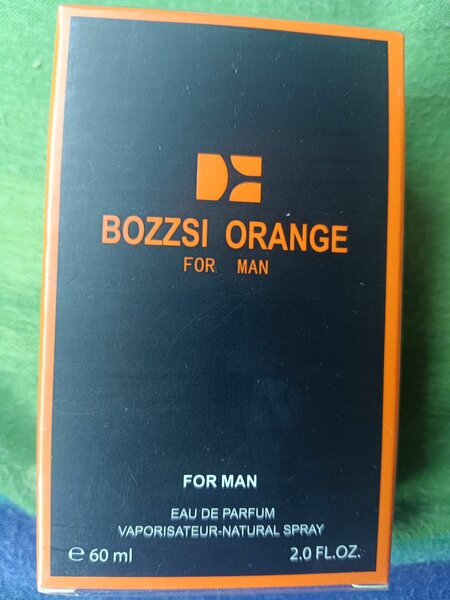 BOZZSI ORANGE
FOR MAN
FOR MAN
EAU DE PARFUM
VAPORISATEUR-NATURAL SPRAY
℮ 60 ml 2.0 FL.OZ.